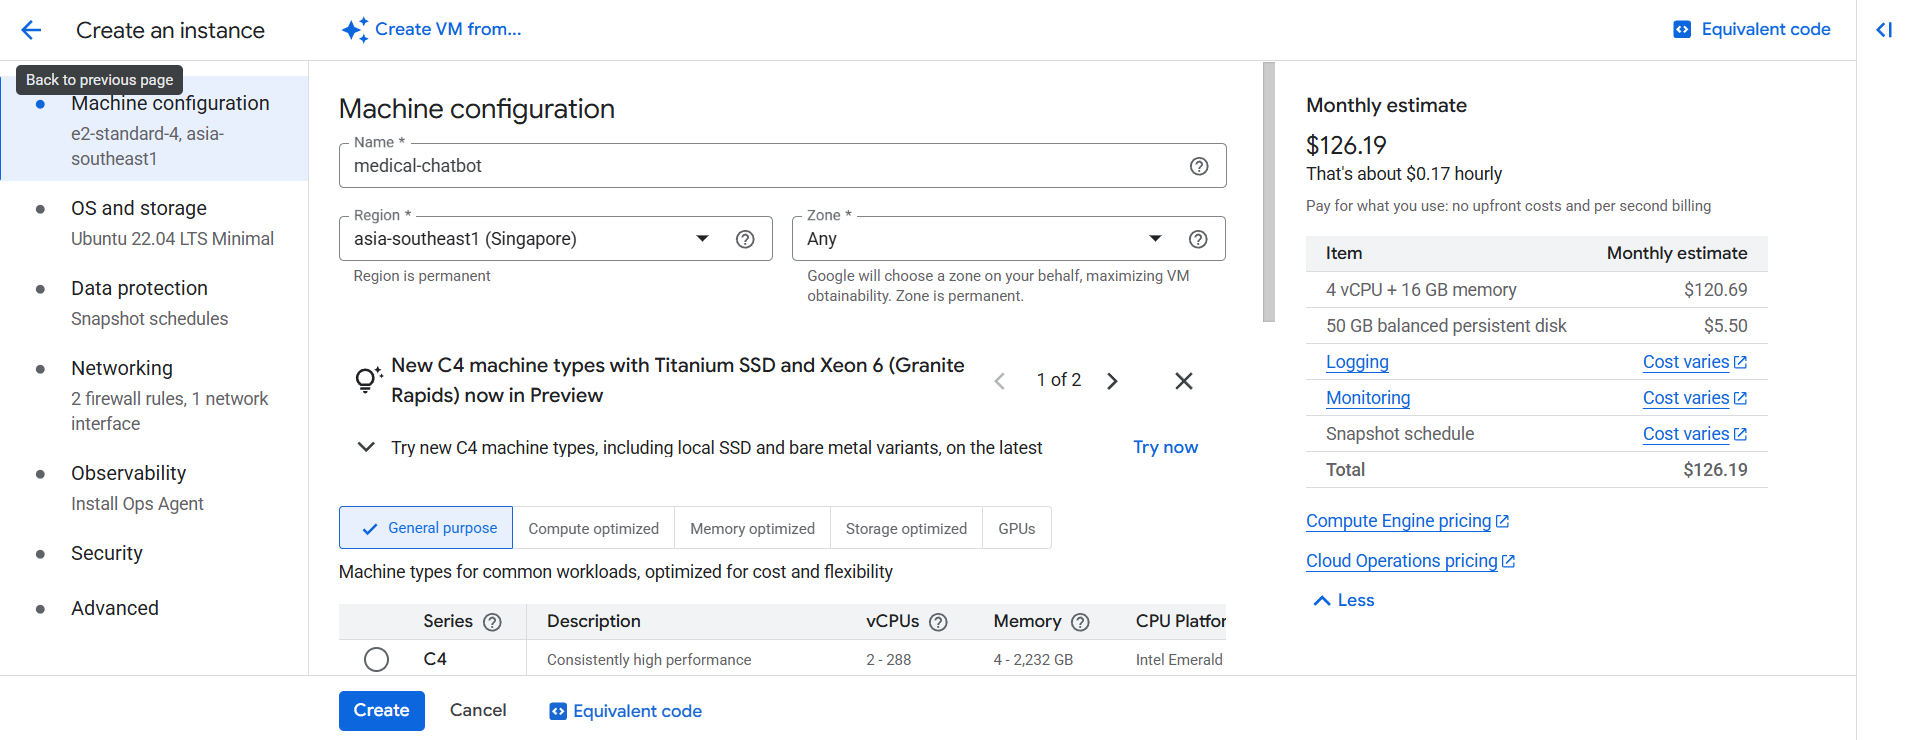 Create an instance
Create VM from...
Equivalent code
Back to previous page
Machine configuration
e2-standard-4, asia-
southeast1
OS and storage
Ubuntu 22.04 LTS Minimal
Data protection
Snapshot schedules
Networking
2 firewall rules, 1 network
interface
Observability
Install Ops Agent
Security
Advanced
Machine configuration
Name *
medical-chatbot
Region *
asia-southeast1 (Singapore)
Region is permanent
Zone *
Any
Google will choose a zone on your behalf, maximizing VM
obtainability. Zone is permanent.
New C4 machine types with Titanium SSD and Xeon 6 (Granite
Rapids) now in Preview
1 of 2
Try new C4 machine types, including local SSD and bare metal variants, on the latest
Try now
General purpose
Compute optimized
Memory optimized
Storage optimized
GPUs
Machine types for common workloads, optimized for cost and flexibility
Series Description vCPUs Memory CPU Platfor
C4 Consistently high performance 2 - 288 4 - 2,232 GB Intel Emerald
Create
Cancel
Equivalent code
Monthly estimate
$126.19
That's about $0.17 hourly
Pay for what you use: no upfront costs and per second billing
Item Monthly estimate
4 vCPU + 16 GB memory $120.69
50 GB balanced persistent disk $5.50
Logging Cost varies
Monitoring Cost varies
Snapshot schedule Cost varies
Total $126.19
Compute Engine pricing
Cloud Operations pricing
Less